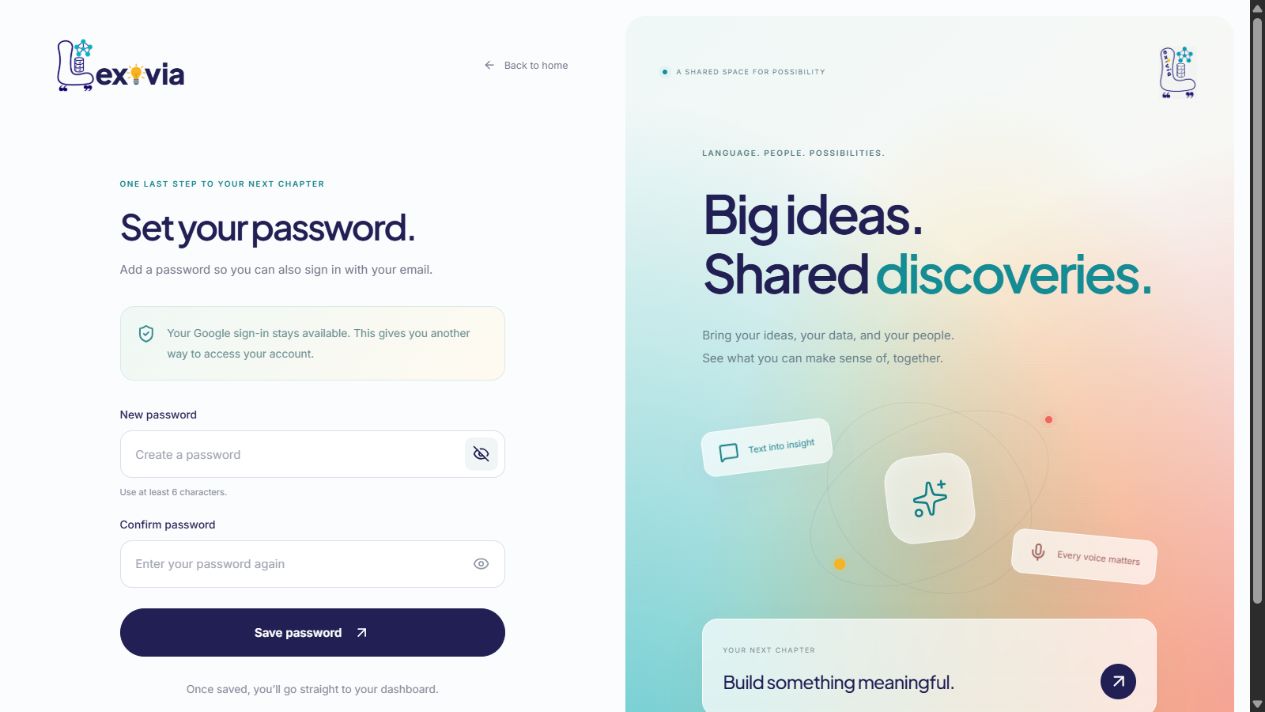 Lexovia
Back to home
ONE LAST STEP TO YOUR NEXT CHAPTER
Set your password.
Add a password so you can also sign in with your email.
Your Google sign-in stays available. This gives you another
way to access your account.
New password
Create a password
Use at least 6 characters.
Confirm password
Enter your password again
Save password
Once saved, you'll go straight to your dashboard.
A SHARED SPACE FOR POSSIBILITY
Lexovia
LANGUAGE. PEOPLE. POSSIBILITIES.
Big ideas.
Shared discoveries.
Bring your ideas, your data, and your people.
See what you can make sense of, together.
Text into insight
Every voice matters
YOUR NEXT CHAPTER
Build something meaningful.